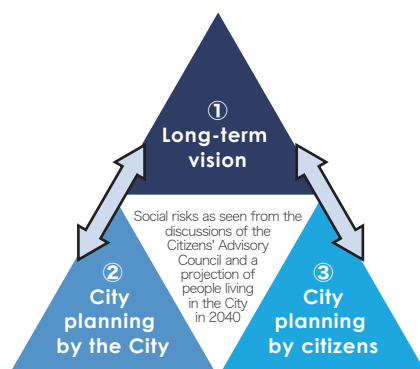 ①
Long-term
vision
Social risks as seen from the
discussions of the
Citizens' Advisory
Council and a
projection of
people living
in the City
in 2040
②
City
planning
by the City
③
City
planning
by citizens